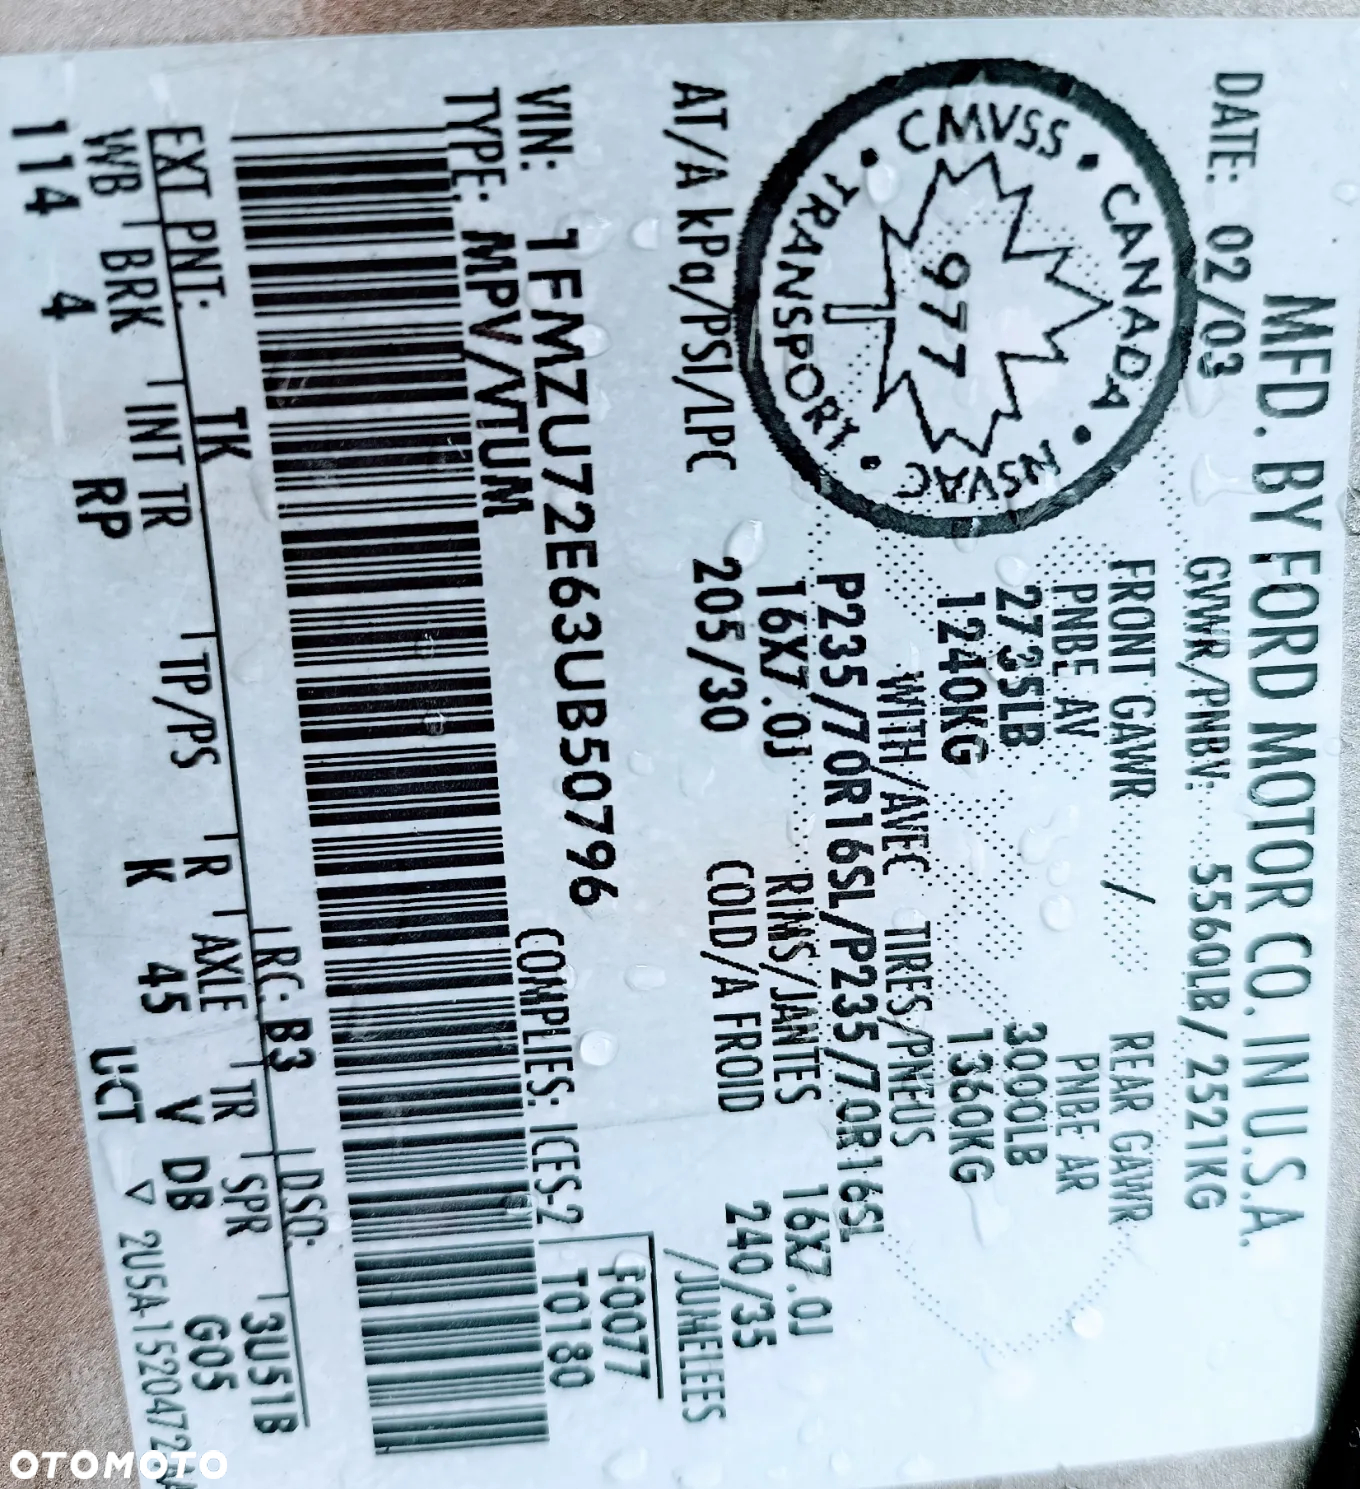 MFD. BY FORD MOTOR CO. IN U.S.A.
DATE: 02/03 GVWR/PNBV: 5560LB/2521KG
FRONT GAWR / REAR GAWR
PNBE AV PNBE AR
2735LB 3000LB
1240KG 1360KG
WITH/AVEC TIRES/PNEUS
P235/70R16SL/P235/70R16SL
16X7.0J RIMS/JANTES 16X7.0J
AT/A kPa/PSI/LPC 205/30 COLD/A FROID 240/35
/JUMELEES
CMVSS • CANADA • NSVAC • TRANSPORT •
977
VIN: 1FMZU72E63UB50796 COMPLIES: ICES-2
TYPE: MPV/VTUM
F0077
T0180
EXT PNT: TK RC: B3 DSO: 3U51B
WB BRK INT TR TP/PS R AXLE TR SPR
114 4 RP K 45 V DB G05
UCT ▽ 2U5A-1520472-
OTOMOTO